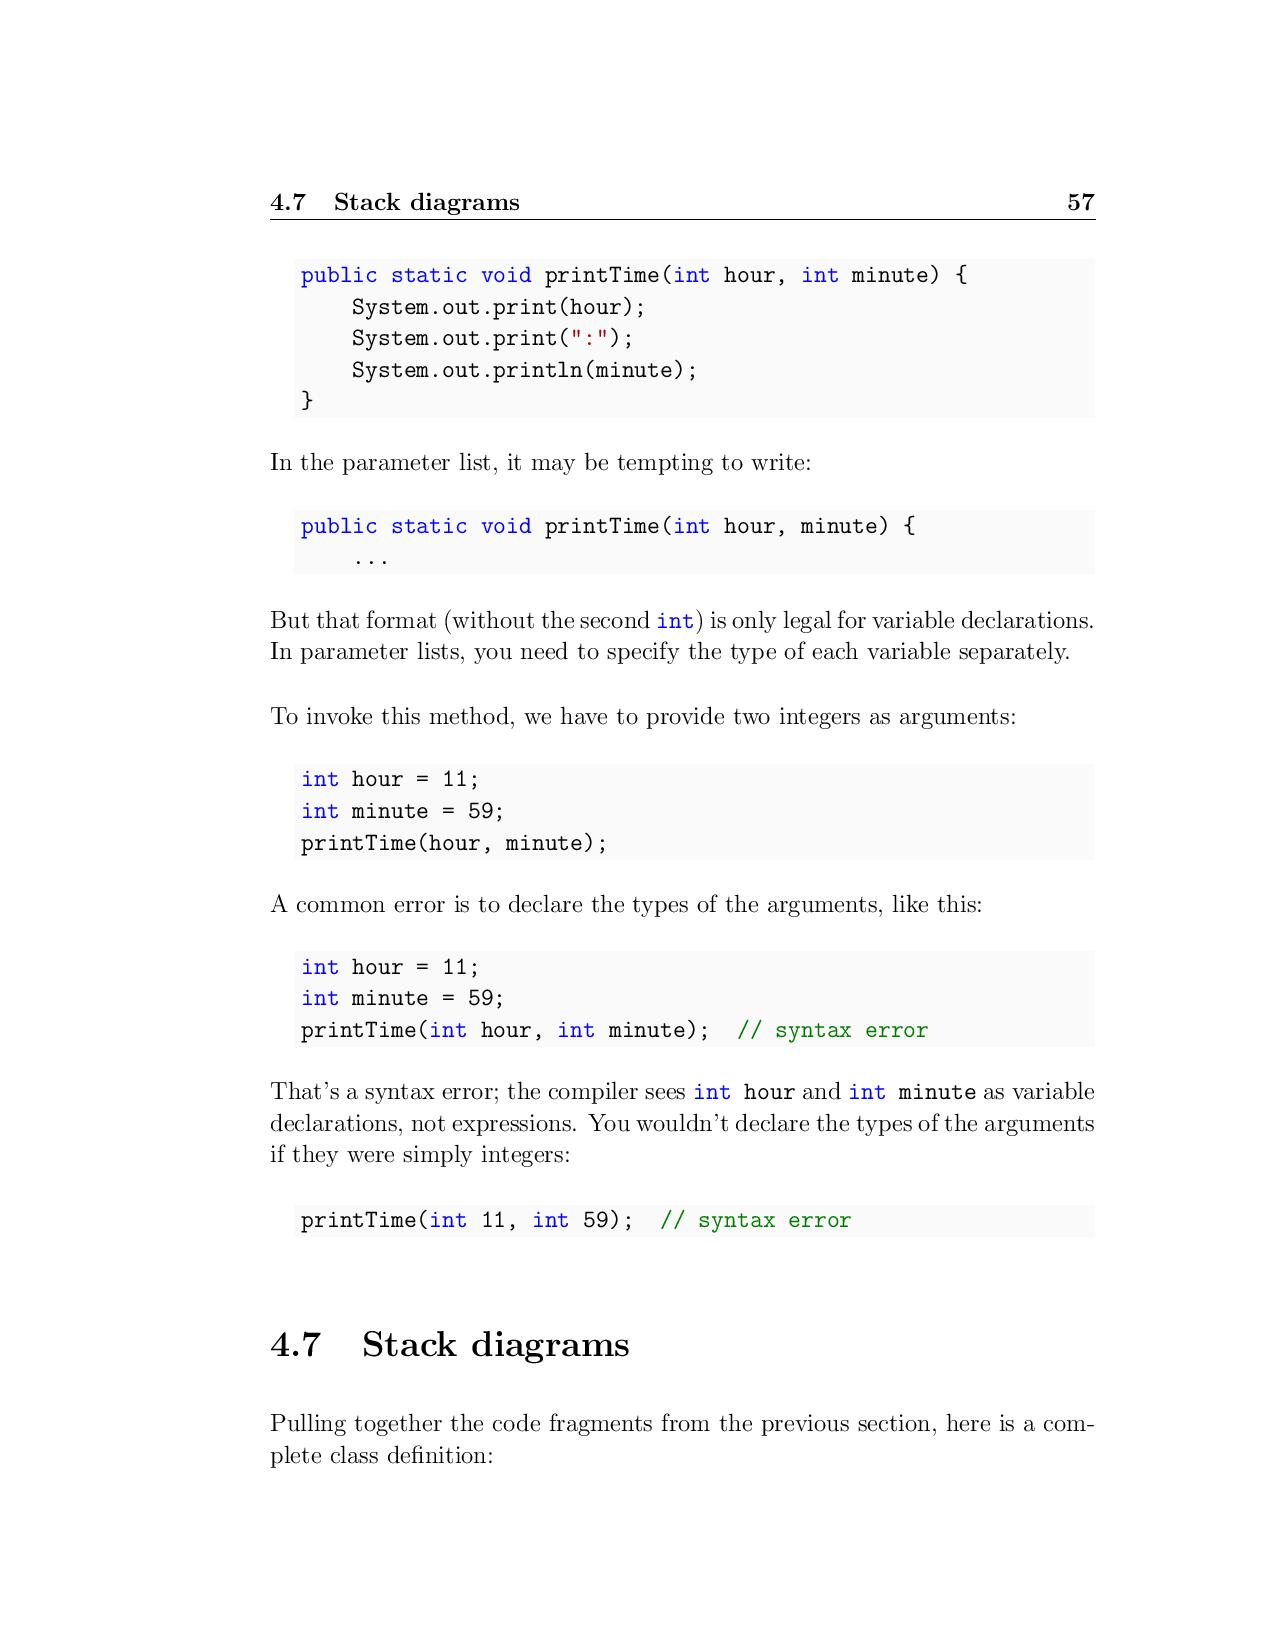 4.7 Stack diagrams 57
public static void printTime(int hour, int minute) {
    System.out.print(hour);
    System.out.print(":");
    System.out.println(minute);
}
In the parameter list, it may be tempting to write:
public static void printTime(int hour, minute) {
    ...
But that format (without the second int) is only legal for variable declarations.
In parameter lists, you need to specify the type of each variable separately.
To invoke this method, we have to provide two integers as arguments:
int hour = 11;
int minute = 59;
printTime(hour, minute);
A common error is to declare the types of the arguments, like this:
int hour = 11;
int minute = 59;
printTime(int hour, int minute);  // syntax error
That's a syntax error; the compiler sees int hour and int minute as variable
declarations, not expressions. You wouldn't declare the types of the arguments
if they were simply integers:
printTime(int 11, int 59);  // syntax error
4.7 Stack diagrams
Pulling together the code fragments from the previous section, here is a com-
plete class definition: